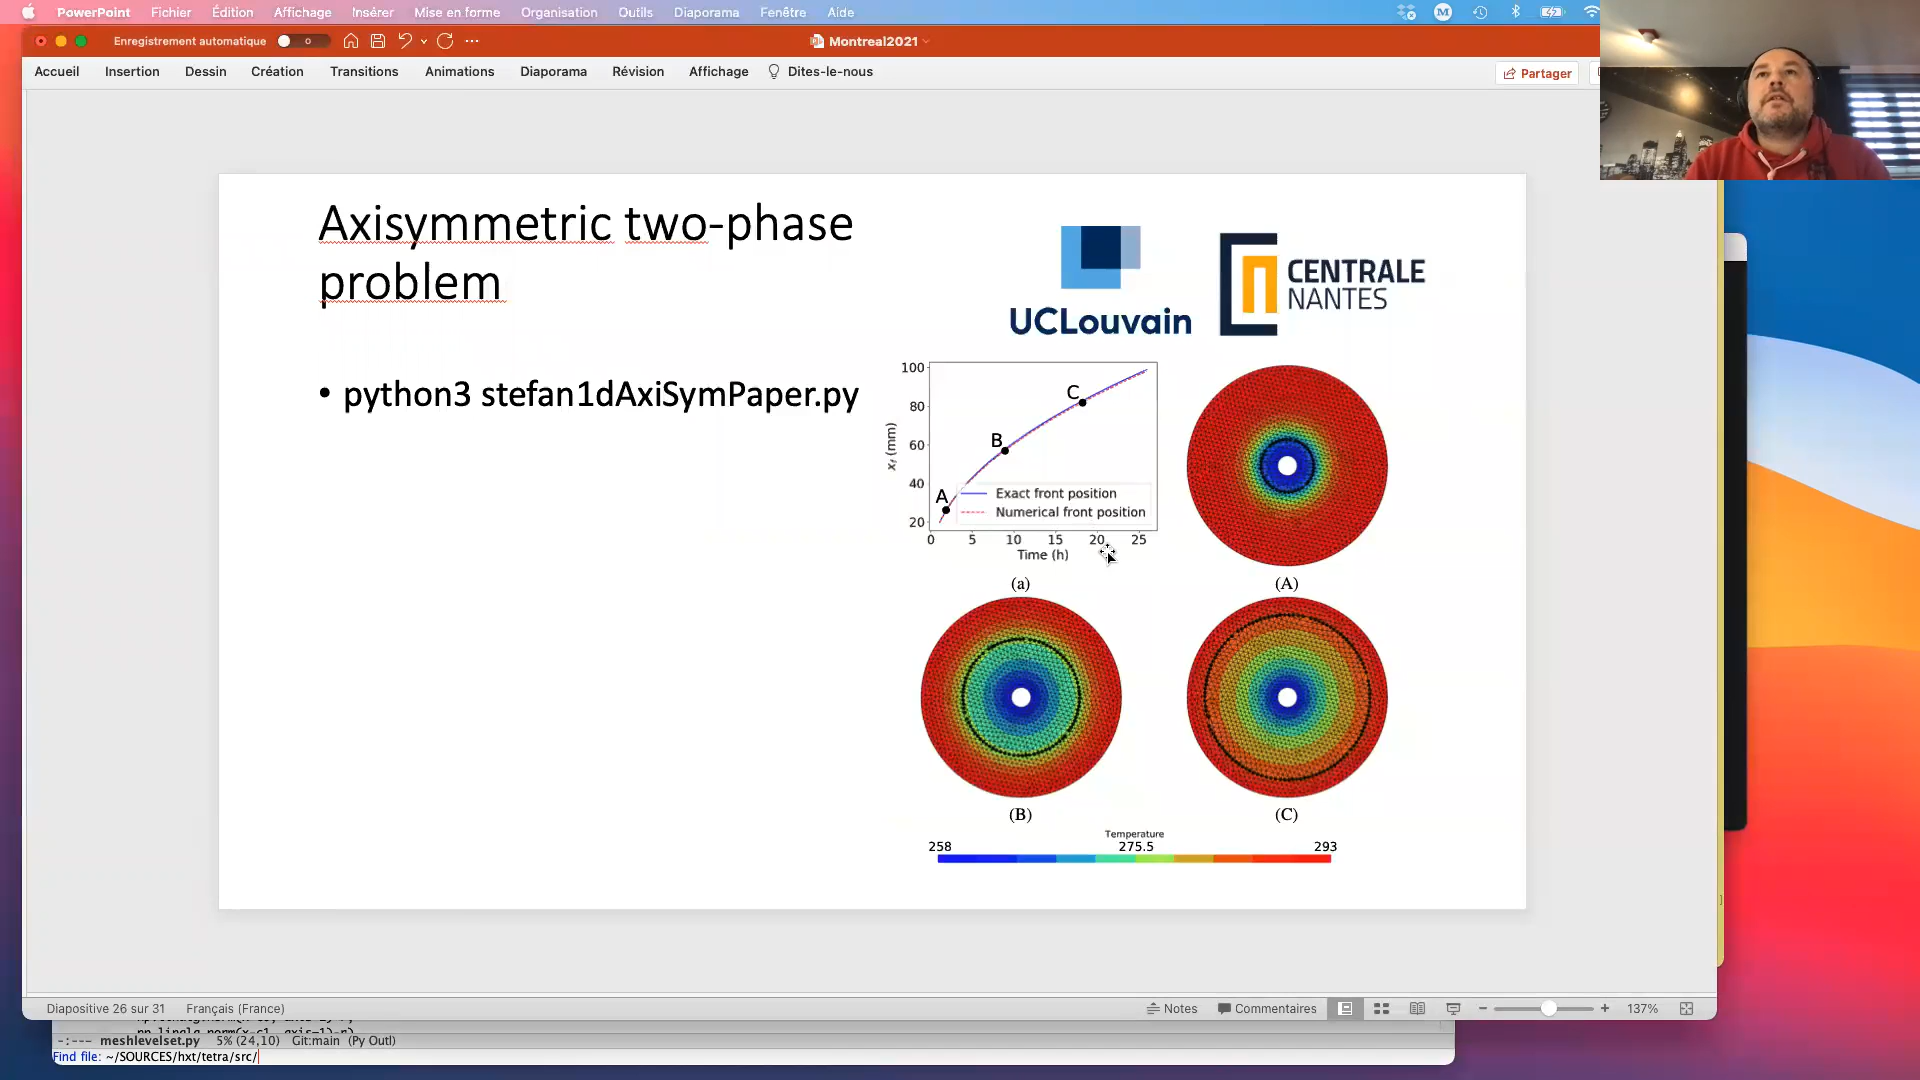 PowerPoint Fichier Édition Affichage Insérer Mise en forme Organisation Outils Diaporama Fenêtre Aide
Enregistrement automatique
Montreal2021
Accueil Insertion Dessin Création Transitions Animations Diaporama Révision Affichage Dites-le-nous
Partager
Axisymmetric two-phase
problem
UCLouvain
CENTRALE
NANTES
• python3 stefan1dAxiSymPaper.py
100
80
60
40
20
xf (mm)
A
B
C
Exact front position
Numerical front position
0 5 10 15 20 25
Time (h)
(a)
(A)
(B)
(C)
Temperature
258 275.5 293
Diapositive 26 sur 31 Français (France)
Notes Commentaires 137%
-:--- meshlevelset.py 5% (24,10) Git:main (Py Outl)
Find file: ~/SOURCES/hxt/tetra/src/